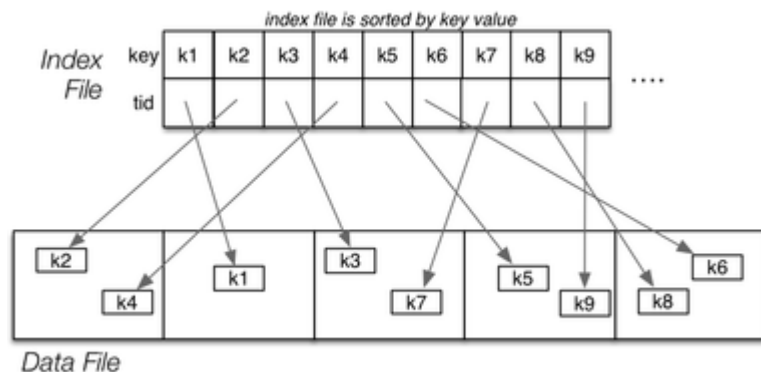 index file is sorted by key value
Index
File
key k1 k2 k3 k4 k5 k6 k7 k8 k9 ....
tid
k2 k1 k3 k5 k6
k4 k7 k9 k8
Data File